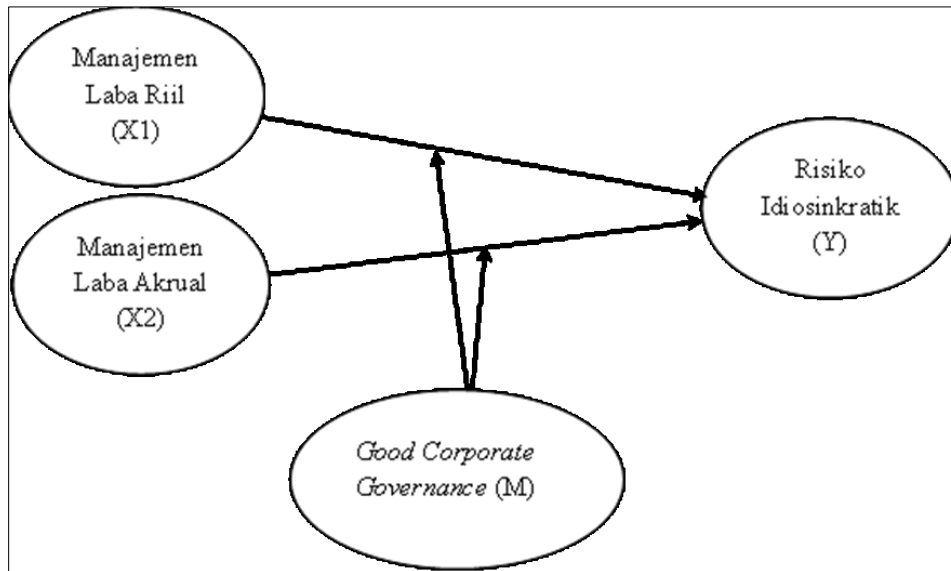 Manajemen
Laba Riil
(X1)
Manajemen
Laba Akrual
(X2)
Risiko
Idiosinkratik
(Y)
Good Corporate
Governance (M)